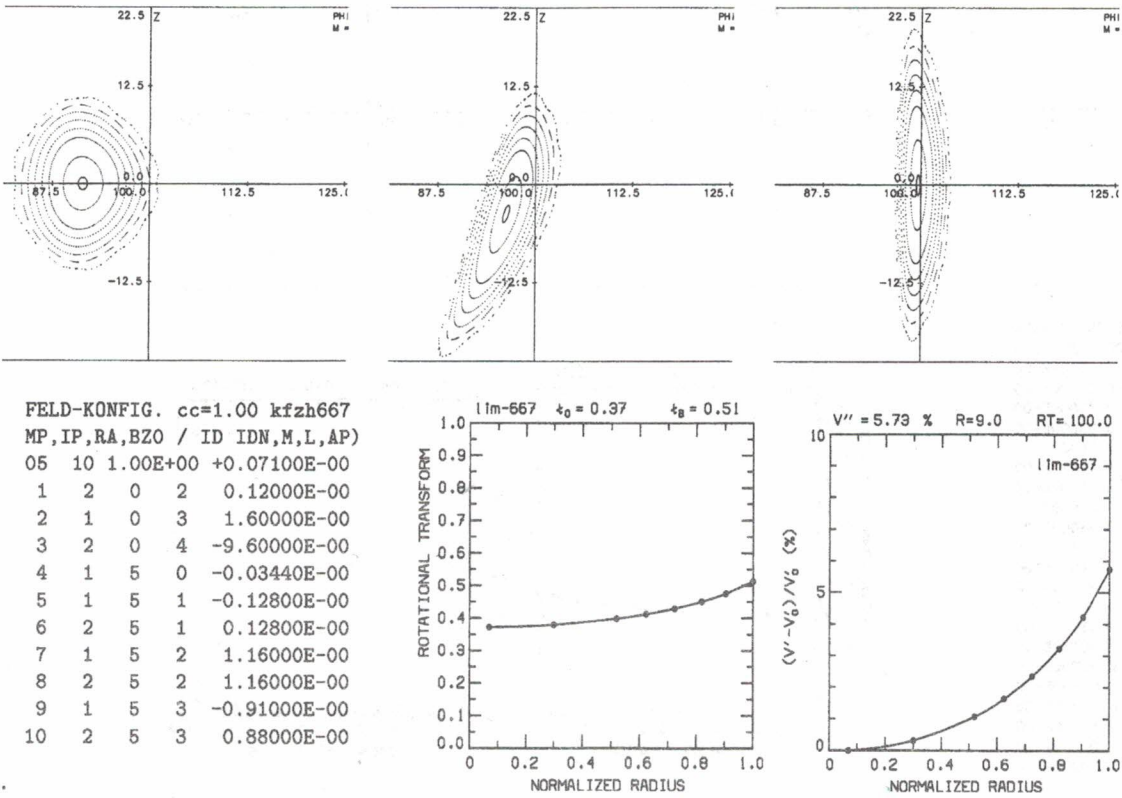 22.5 Z PHI
M =
12.5
0.0
87.5 100.0 112.5 125.(
-12.5
22.5 Z PHI
M =
12.5
0.0
87.5 100.0 112.5 125.(
-12.5
22.5 Z PHI
M =
12.5
0.0
87.5 100.0 112.5 125.(
-12.5
FELD-KONFIG. cc=1.00 kfzh667
MP,IP,RA,BZO / ID IDN,M,L,AP)
05 10 1.00E+00 +0.07100E-00
1 2 0 2 0.12000E-00
2 1 0 3 1.60000E-00
3 2 0 4 -9.60000E-00
4 1 5 0 -0.03440E-00
5 1 5 1 -0.12800E-00
6 2 5 1 0.12800E-00
7 1 5 2 1.16000E-00
8 2 5 2 1.16000E-00
9 1 5 3 -0.91000E-00
10 2 5 3 0.88000E-00
lim-667 ɨ₀ = 0.37 ɨB = 0.51
ROTATIONAL TRANSFORM
1.0
0.9
0.8
0.7
0.6
0.5
0.4
0.3
0.2
0.1
0.0
0 0.2 0.4 0.6 0.8 1.0
NORMALIZED RADIUS
V'' = 5.73 % R=9.0 RT= 100.0
lim-667
(V'-V₀')/V₀' (%)
10
5
0
0 0.2 0.4 0.6 0.8 1.0
NORMALIZED RADIUS